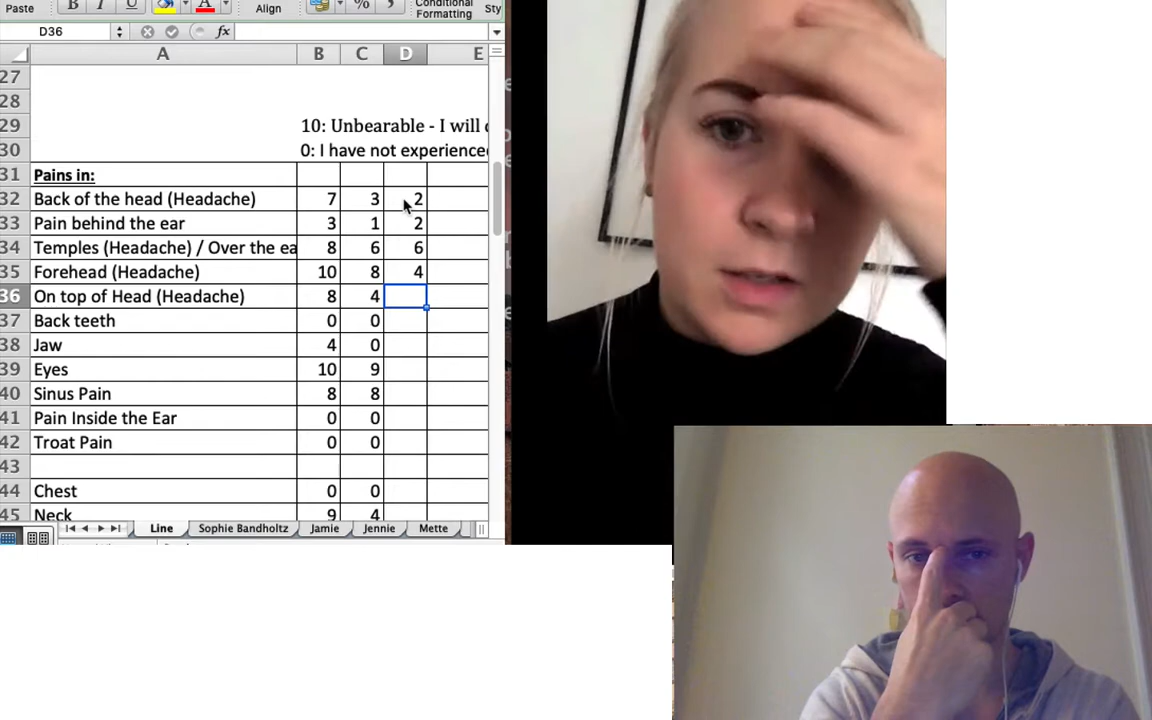 Paste B I U A Align % , Conditional
Formatting Sty
D36 fx
A B C D E
27
28
29 10: Unbearable - I will
30 0: I have not experienced
31 Pains in:
32 Back of the head (Headache) 7 3 2
33 Pain behind the ear 3 1 2
34 Temples (Headache) / Over the ea 8 6 6
35 Forehead (Headache) 10 8 4
36 On top of Head (Headache) 8 4
37 Back teeth 0 0
38 Jaw 4 0
39 Eyes 10 9
40 Sinus Pain 8 8
41 Pain Inside the Ear 0 0
42 Troat Pain 0 0
43
44 Chest 0 0
45 Neck 9 4
Line Sophie Bandholtz Jamie Jennie Mette